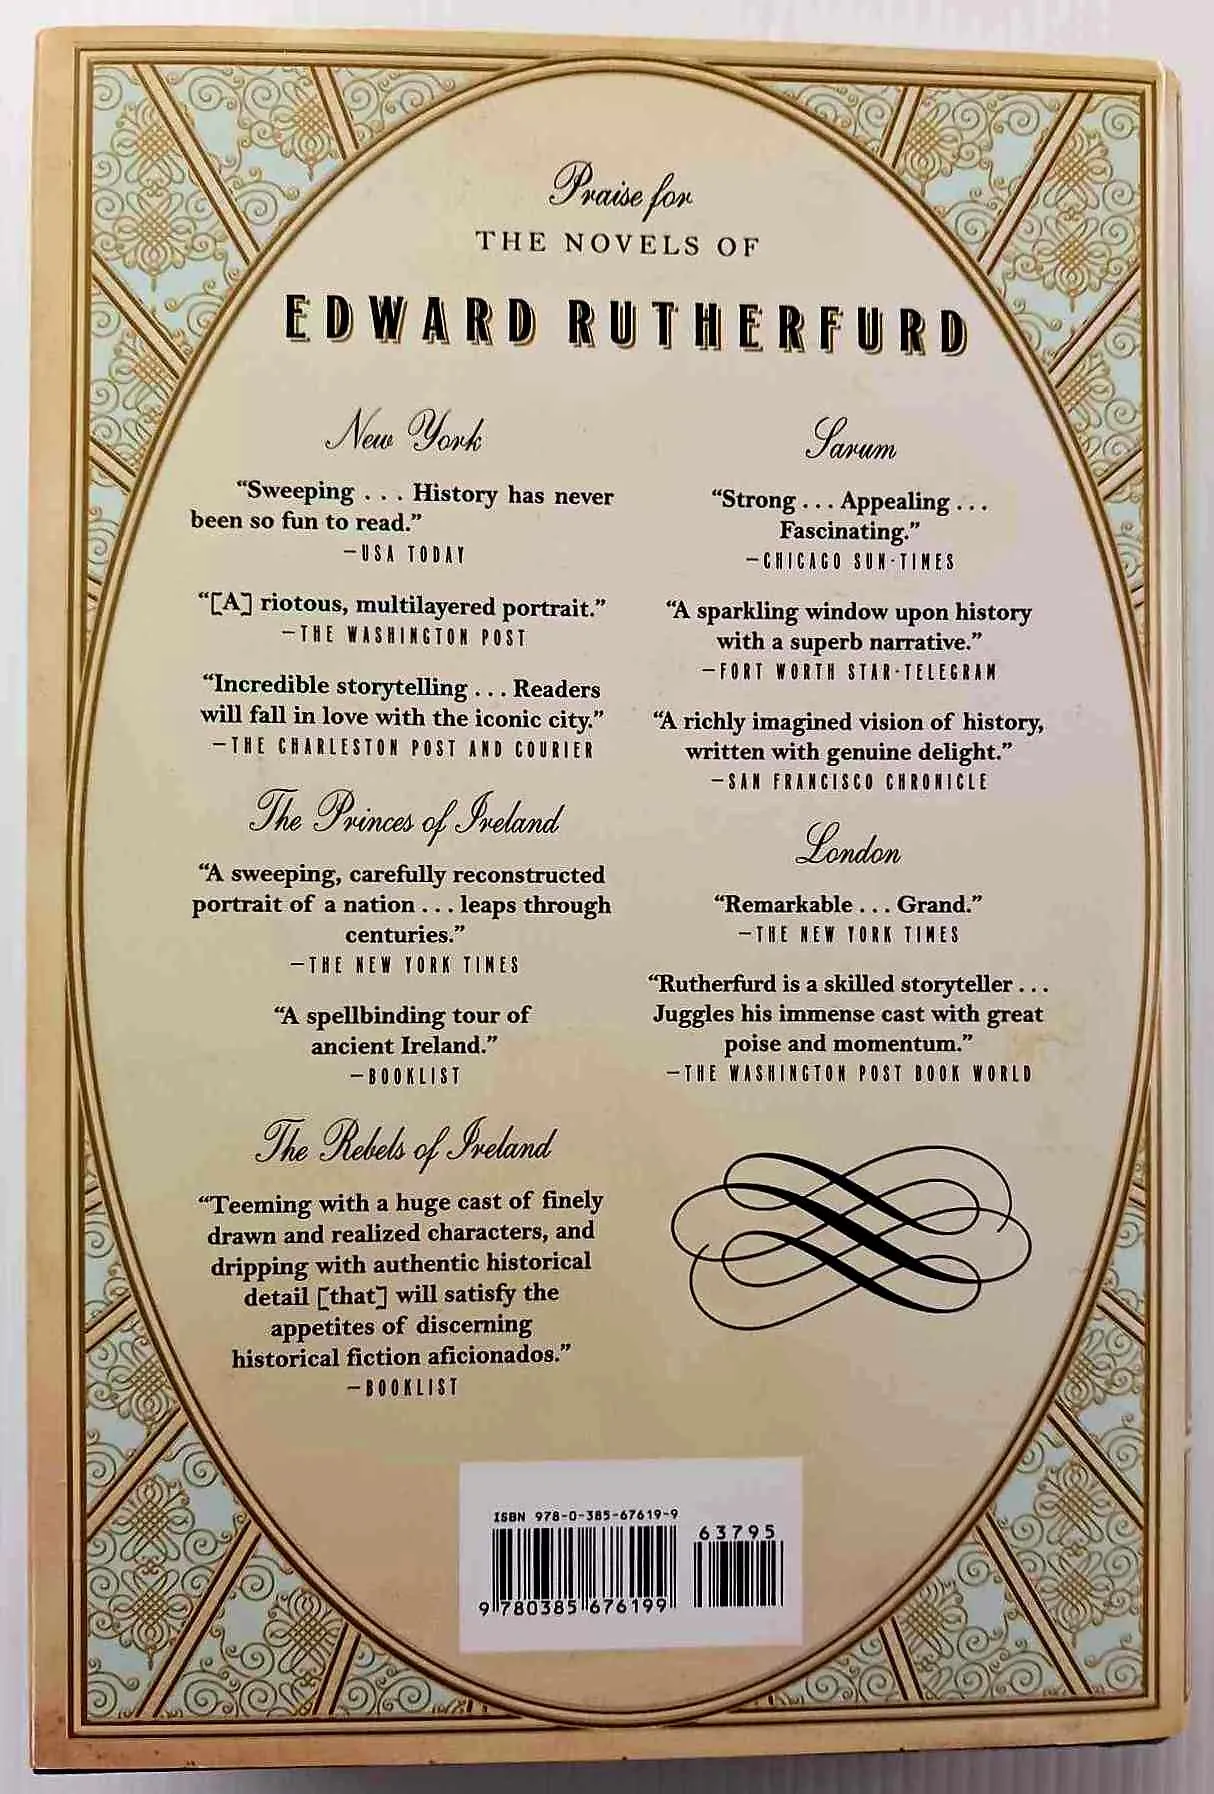 Praise for
THE NOVELS OF
EDWARD RUTHERFURD
New York
“Sweeping . . . History has never
been so fun to read.”
—USA TODAY
“[A] riotous, multilayered portrait.”
—THE WASHINGTON POST
“Incredible storytelling . . . Readers
will fall in love with the iconic city.”
—THE CHARLESTON POST AND COURIER
The Princes of Ireland
“A sweeping, carefully reconstructed
portrait of a nation . . . leaps through
centuries.”
—THE NEW YORK TIMES
“A spellbinding tour of
ancient Ireland.”
—BOOKLIST
The Rebels of Ireland
“Teeming with a huge cast of finely
drawn and realized characters, and
dripping with authentic historical
detail [that] will satisfy the
appetites of discerning
historical fiction aficionados.”
—BOOKLIST
Sarum
“Strong . . . Appealing . . .
Fascinating.”
—CHICAGO SUN-TIMES
“A sparkling window upon history
with a superb narrative.”
—FORT WORTH STAR-TELEGRAM
“A richly imagined vision of history,
written with genuine delight.”
—SAN FRANCISCO CHRONICLE
London
“Remarkable . . . Grand.”
—THE NEW YORK TIMES
“Rutherfurd is a skilled storyteller . . .
Juggles his immense cast with great
poise and momentum.”
—THE WASHINGTON POST BOOK WORLD
ISBN 978-0-385-67619-9
63795
9 780385 676199